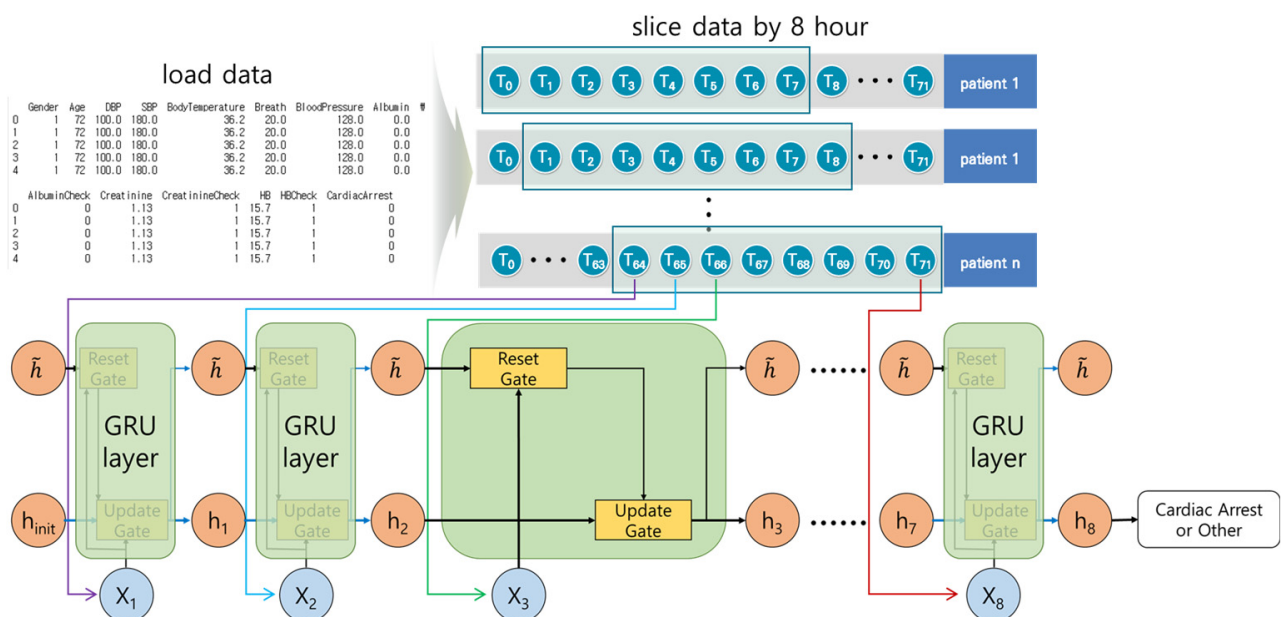 slice data by 8 hour
load data
Gender Age DBP SBP BodyTemperature Breath BloodPressure Albumin ₩
0 1 72 100.0 180.0 36.2 20.0 128.0 0.0
1 1 72 100.0 180.0 36.2 20.0 128.0 0.0
2 1 72 100.0 180.0 36.2 20.0 128.0 0.0
3 1 72 100.0 180.0 36.2 20.0 128.0 0.0
4 1 72 100.0 180.0 36.2 20.0 128.0 0.0
AlbuminCheck Creatinine CreatinineCheck HB HBCheck CardiacArrest
0 0 1.13 1 15.7 1 0
1 0 1.13 1 15.7 1 0
2 0 1.13 1 15.7 1 0
3 0 1.13 1 15.7 1 0
4 0 1.13 1 15.7 1 0
T0 T1 T2 T3 T4 T5 T6 T7 T8 ••• T71 patient 1
T0 T1 T2 T3 T4 T5 T6 T7 T8 ••• T71 patient 1
T0 ••• T63 T64 T65 T66 T67 T68 T69 T70 T71 patient n
h̃ Reset Gate h̃ Reset Gate h̃ Reset Gate h̃ •••••• h̃ Reset Gate h̃
GRU layer GRU layer GRU layer
hinit Update Gate h1 Update Gate h2 Update Gate h3 •••••• h7 Update Gate h8 Cardiac Arrest or Other
X1 X2 X3 X8